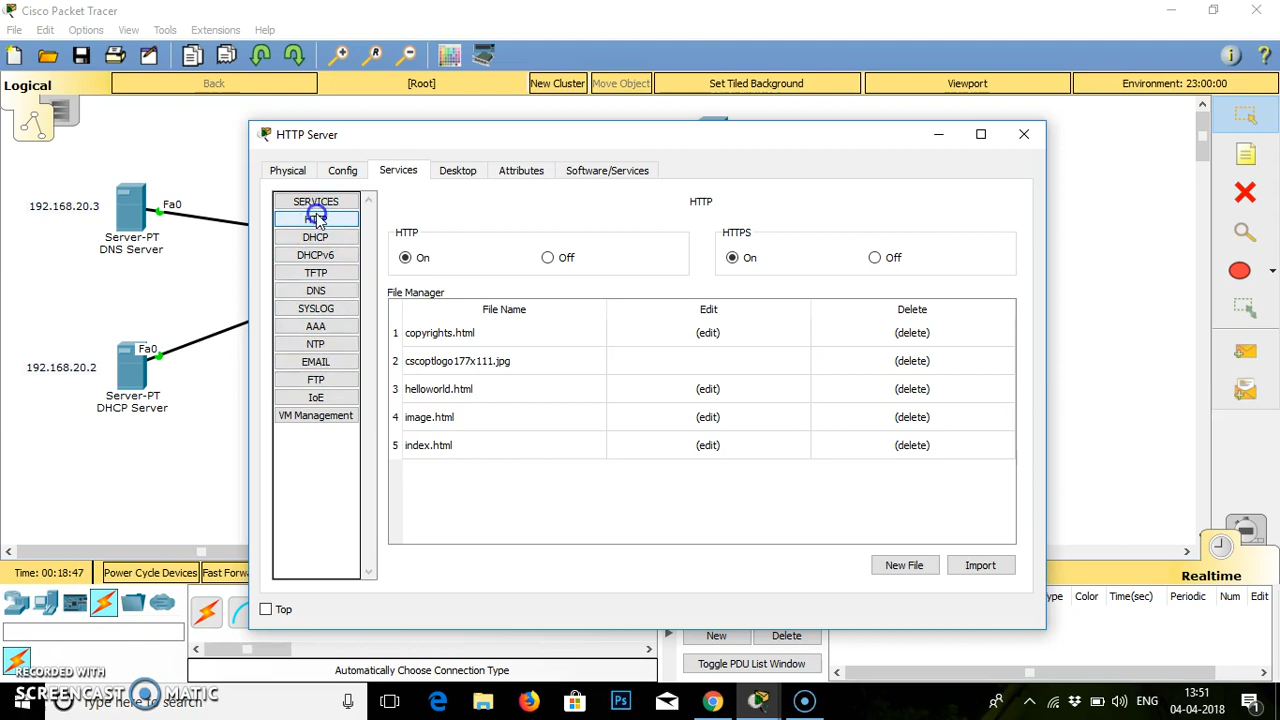 Cisco Packet Tracer
File Edit Options View Tools Extensions Help
Logical
Back
[Root]
New Cluster
Move Object
Set Tiled Background
Viewport
Environment: 23:00:00
HTTP Server
Physical
Config
Services
Desktop
Attributes
Software/Services
192.168.20.3
Fa0
Server-PT
DNS Server
Fa0
192.168.20.2
Server-PT
DHCP Server
SERVICES
DHCP
DHCPv6
TFTP
DNS
SYSLOG
AAA
NTP
EMAIL
FTP
IoE
VM Management
HTTP
HTTP
On
Off
HTTPS
On
Off
File Manager
File Name Edit Delete
1 copyrights.html (edit) (delete)
2 cscoptlogo177x111.jpg (delete)
3 helloworld.html (edit) (delete)
4 image.html (edit) (delete)
5 index.html (edit) (delete)
New File
Import
Top
Time: 00:18:47
Power Cycle Devices
Fast Forw
Realtime
Color Time(sec) Periodic Num Edit
New
Delete
Toggle PDU List Window
Automatically Choose Connection Type
RECORDED WITH
SCREENCAST MATIC
Type here to search
ENG
13:51
04-04-2018